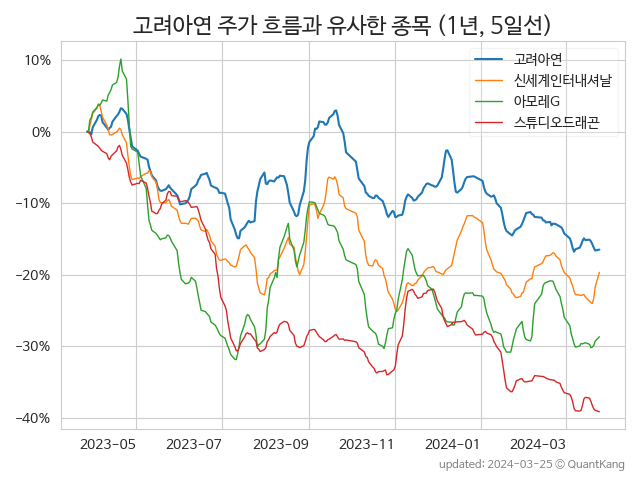 고려아연 주가 흐름과 유사한 종목 (1년, 5일선)
고려아연
신세계인터내셔날
아모레G
스튜디오드래곤
10%
0%
−10%
−20%
−30%
−40%
2023-05 2023-07 2023-09 2023-11 2024-01 2024-03
updated: 2024-03-25 © QuantKang